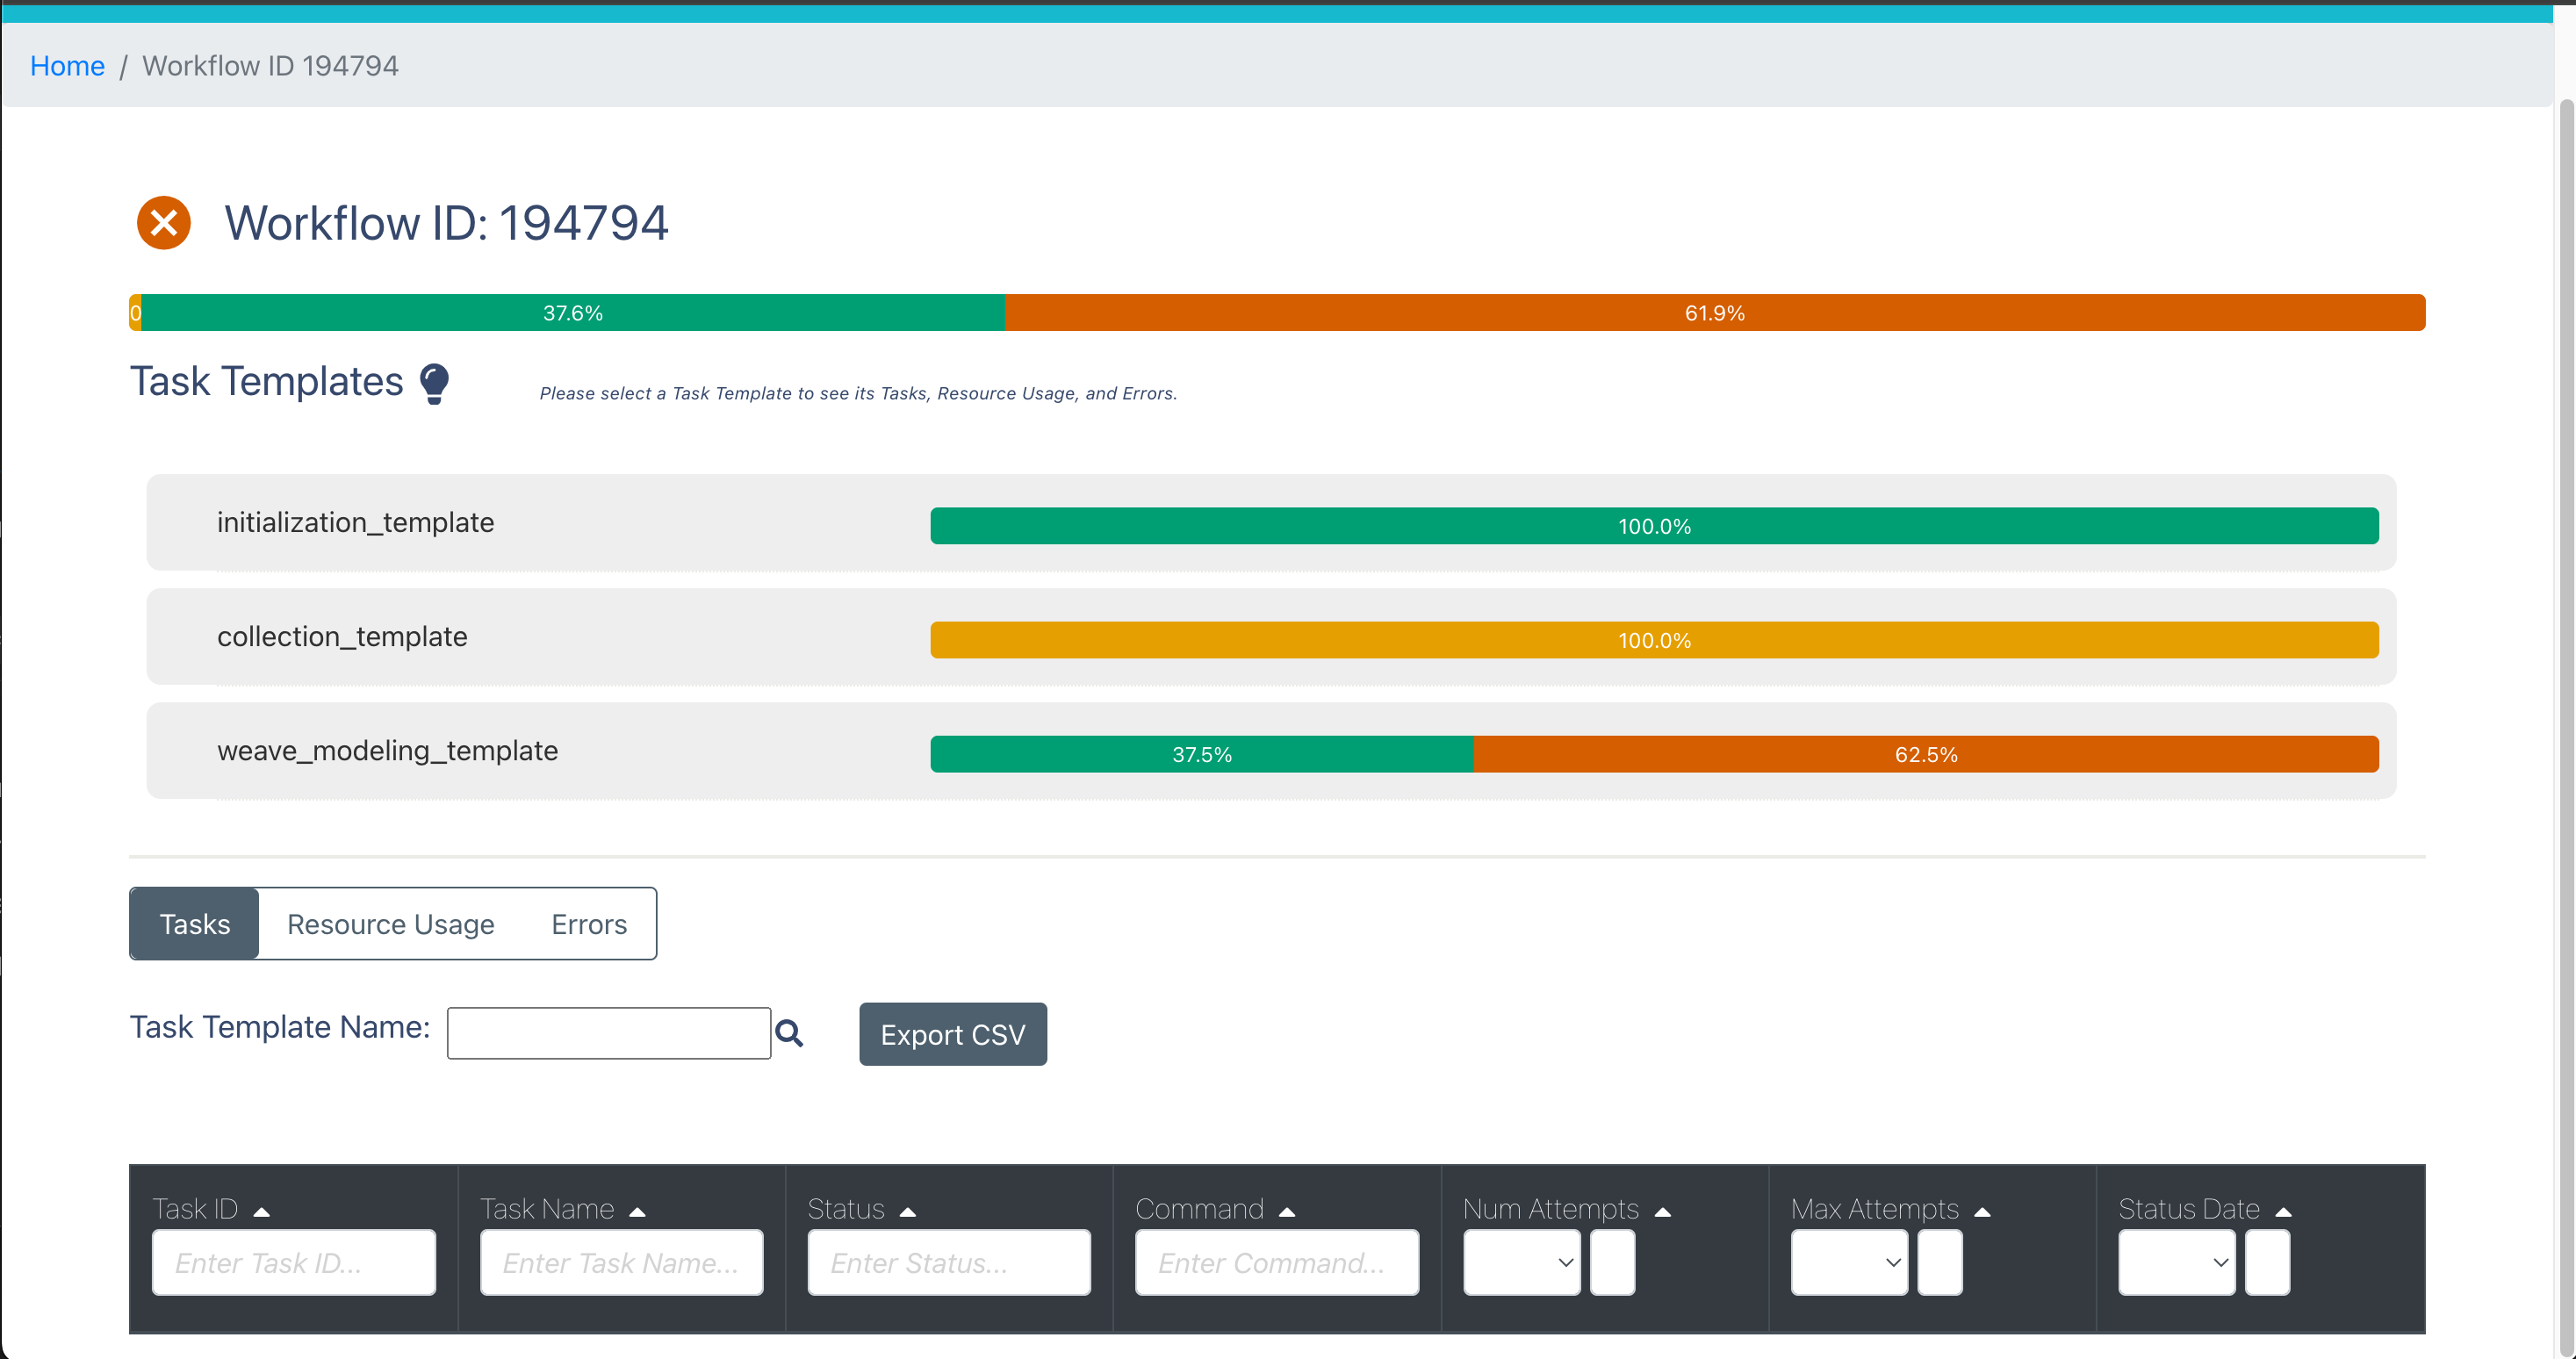 Home / Workflow ID 194794
Workflow ID: 194794
0 37.6% 61.9%
Task Templates Please select a Task Template to see its Tasks, Resource Usage, and Errors.
initialization_template 100.0%
collection_template 100.0%
weave_modeling_template 37.5% 62.5%
Tasks Resource Usage Errors
Task Template Name: Export CSV
Task ID Task Name Status Command Num Attempts Max Attempts Status Date
Enter Task ID... Enter Task Name... Enter Status... Enter Command...